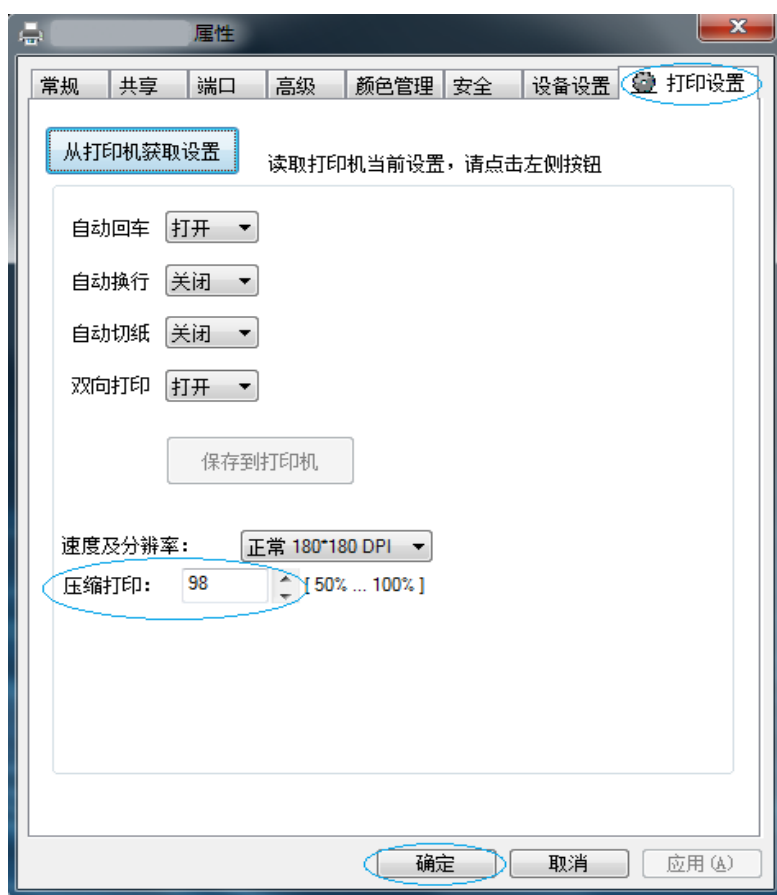 属性
常规 共享 端口 高级 颜色管理 安全 设备设置 打印设置
从打印机获取设置 读取打印机当前设置，请点击左侧按钮
自动回车 打开
自动换行 关闭
自动切纸 关闭
双向打印 打开
保存到打印机
速度及分辨率： 正常 180*180 DPI
压缩打印： 98 [ 50% ... 100% ]
确定 取消 应用(A)